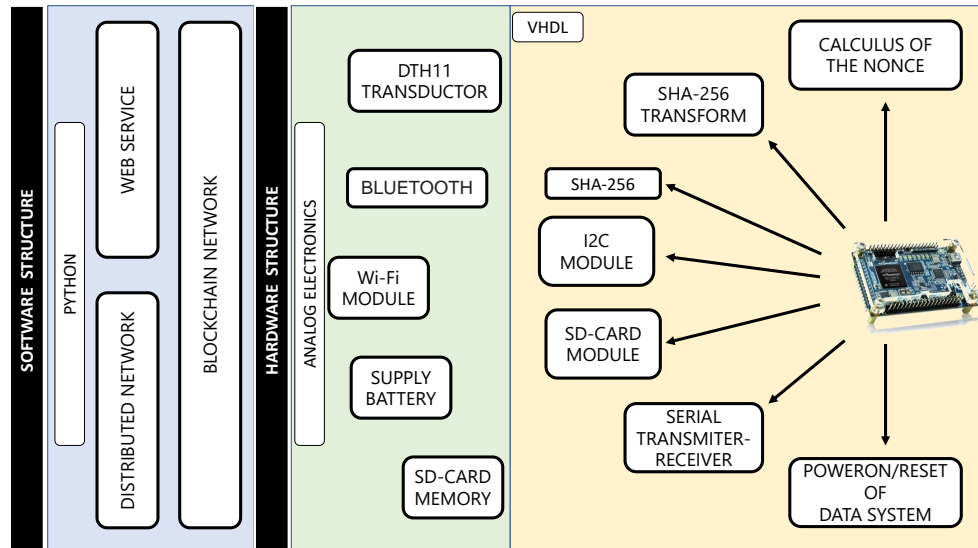 SOFTWARE STRUCTURE
PYTHON
WEB SERVICE
DISTRIBUTED NETWORK
BLOCKCHAIN NETWORK
HARDWARE STRUCTURE
ANALOG ELECTRONICS
DTH11
TRANSDUCTOR
BLUETOOTH
Wi-Fi
MODULE
SUPPLY
BATTERY
SD-CARD
MEMORY
VHDL
CALCULUS OF
THE NONCE
SHA-256
TRANSFORM
SHA-256
I2C
MODULE
SD-CARD
MODULE
SERIAL
TRANSMITER-
RECEIVER
POWERON/RESET
OF
DATA SYSTEM